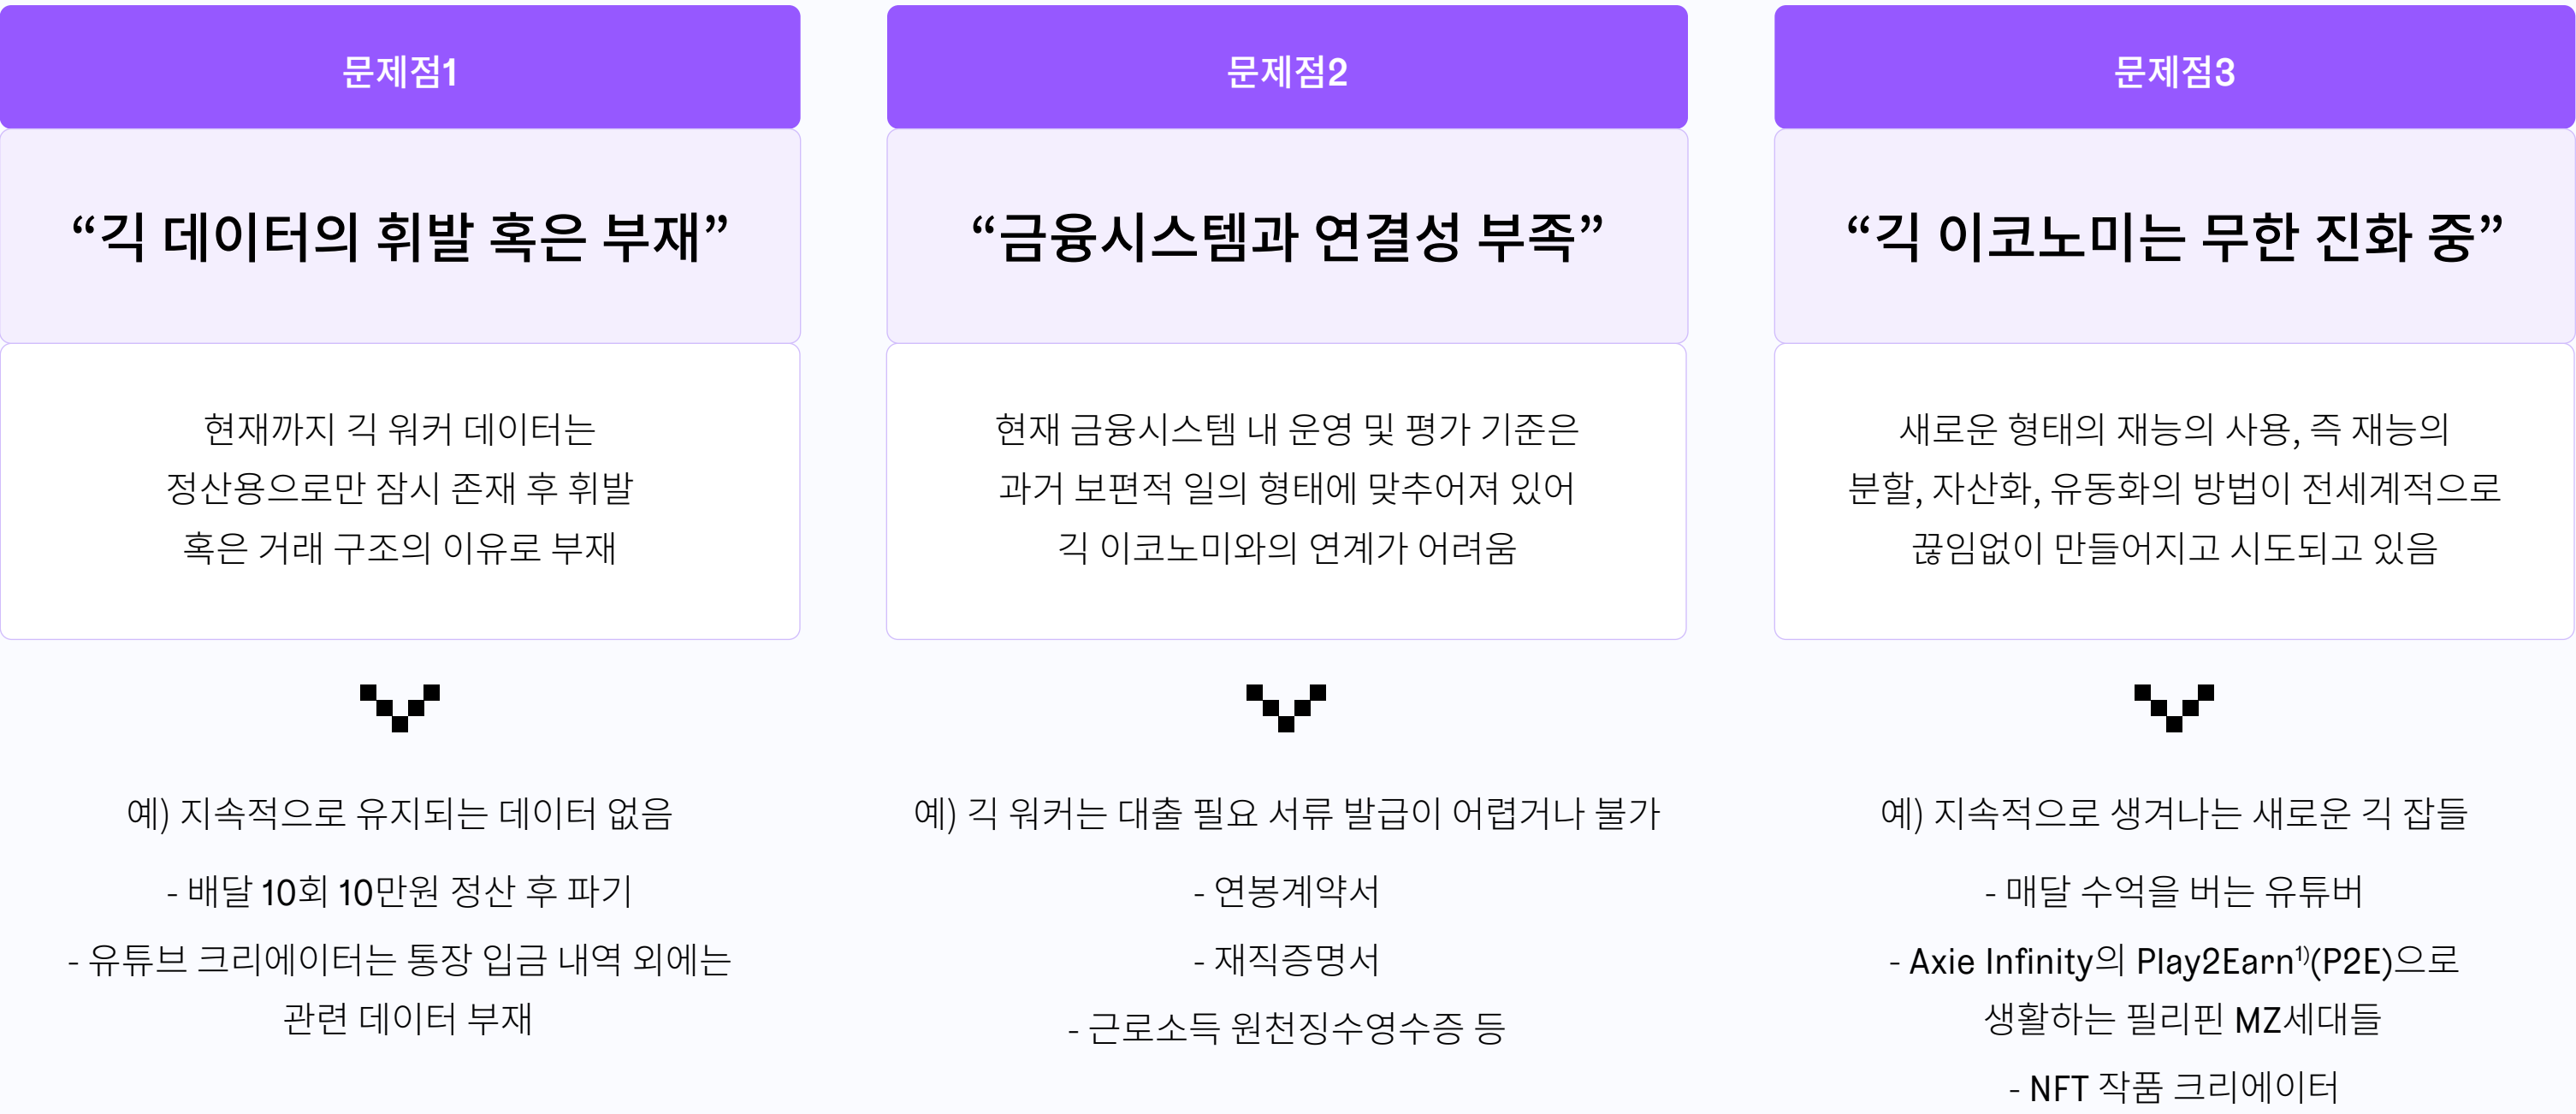 문제점1
“긱 데이터의 휘발 혹은 부재”
현재까지 긱 워커 데이터는
정산용으로만 잠시 존재 후 휘발
혹은 거래 구조의 이유로 부재
예) 지속적으로 유지되는 데이터 없음
- 배달 10회 10만원 정산 후 파기
- 유튜브 크리에이터는 통장 입금 내역 외에는
관련 데이터 부재
문제점2
“금융시스템과 연결성 부족”
현재 금융시스템 내 운영 및 평가 기준은
과거 보편적 일의 형태에 맞추어져 있어
긱 이코노미와의 연계가 어려움
예) 긱 워커는 대출 필요 서류 발급이 어렵거나 불가
- 연봉계약서
- 재직증명서
- 근로소득 원천징수영수증 등
문제점3
“긱 이코노미는 무한 진화 중”
새로운 형태의 재능의 사용, 즉 재능의
분할, 자산화, 유동화의 방법이 전세계적으로
끊임없이 만들어지고 시도되고 있음
예) 지속적으로 생겨나는 새로운 긱 잡들
- 매달 수억을 버는 유튜버
- Axie Infinity의 Play2Earn¹⁾(P2E)으로
생활하는 필리핀 MZ세대들
- NFT 작품 크리에이터